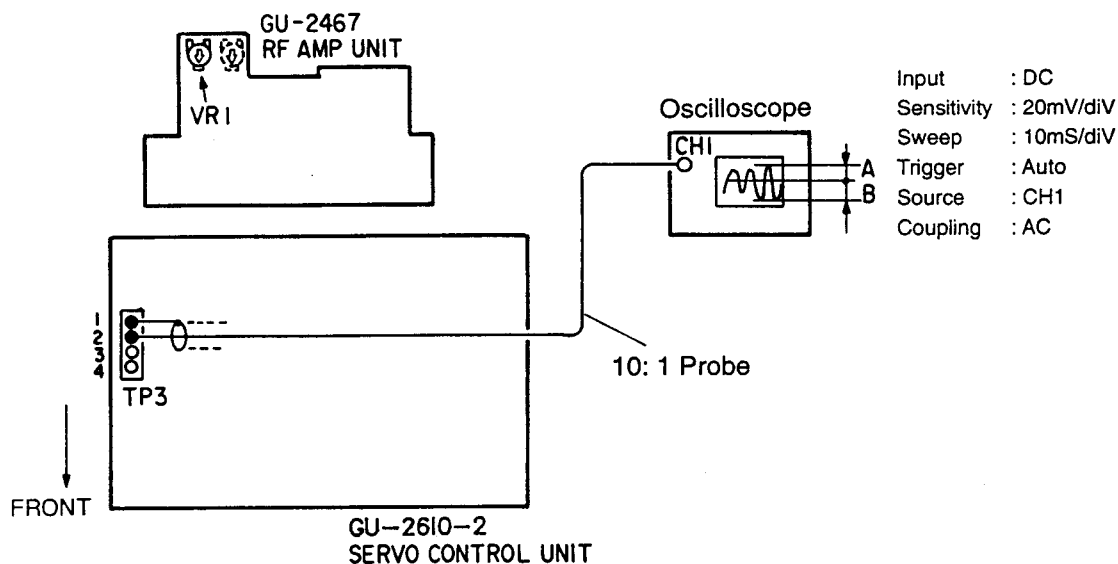 GU-2467
RF AMP UNIT
VR1
Oscilloscope
CH1
A
B
Input : DC
Sensitivity : 20mV/diV
Sweep : 10mS/diV
Trigger : Auto
Source : CH1
Coupling : AC
1
2
3
4
TP3
10: 1 Probe
FRONT
GU-2610-2
SERVO CONTROL UNIT